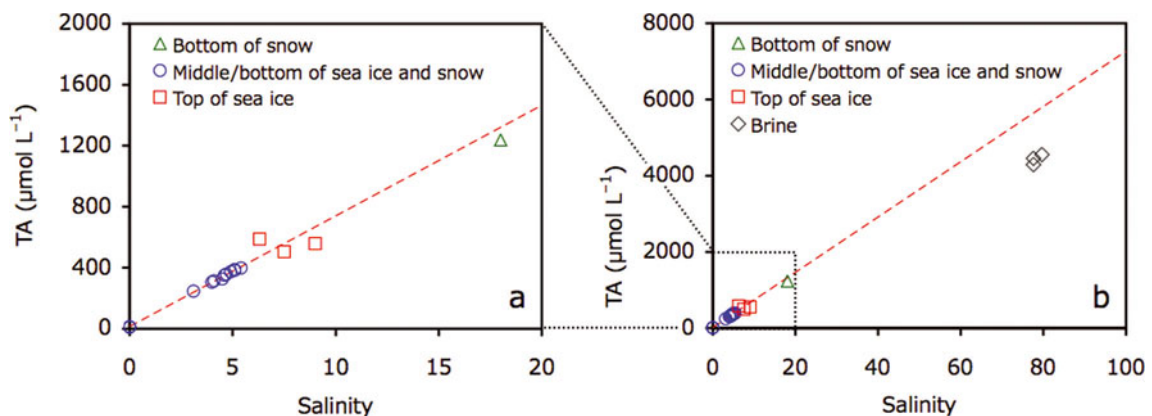 2000
1600
1200
800
400
0
TA (µmol L⁻¹)
Bottom of snow
Middle/bottom of sea ice and snow
Top of sea ice
a
0 5 10 15 20
Salinity
8000
6000
4000
2000
0
TA (µmol L⁻¹)
Bottom of snow
Middle/bottom of sea ice and snow
Top of sea ice
Brine
b
0 20 40 60 80 100
Salinity